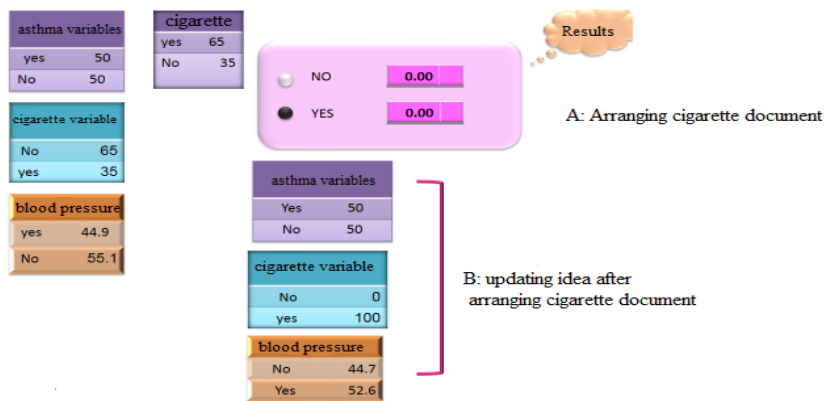 asthma variables
yes 50
No 50
cigarette variable
No 65
yes 35
blood pressure
yes 44.9
No 55.1
cigarette
yes 65
No 35
Results
NO 0.00
YES 0.00
A: Arranging cigarette document
asthma variables
Yes 50
No 50
cigarette variable
No 0
yes 100
blood pressure
No 44.7
Yes 52.6
B: updating idea after
arranging cigarette document